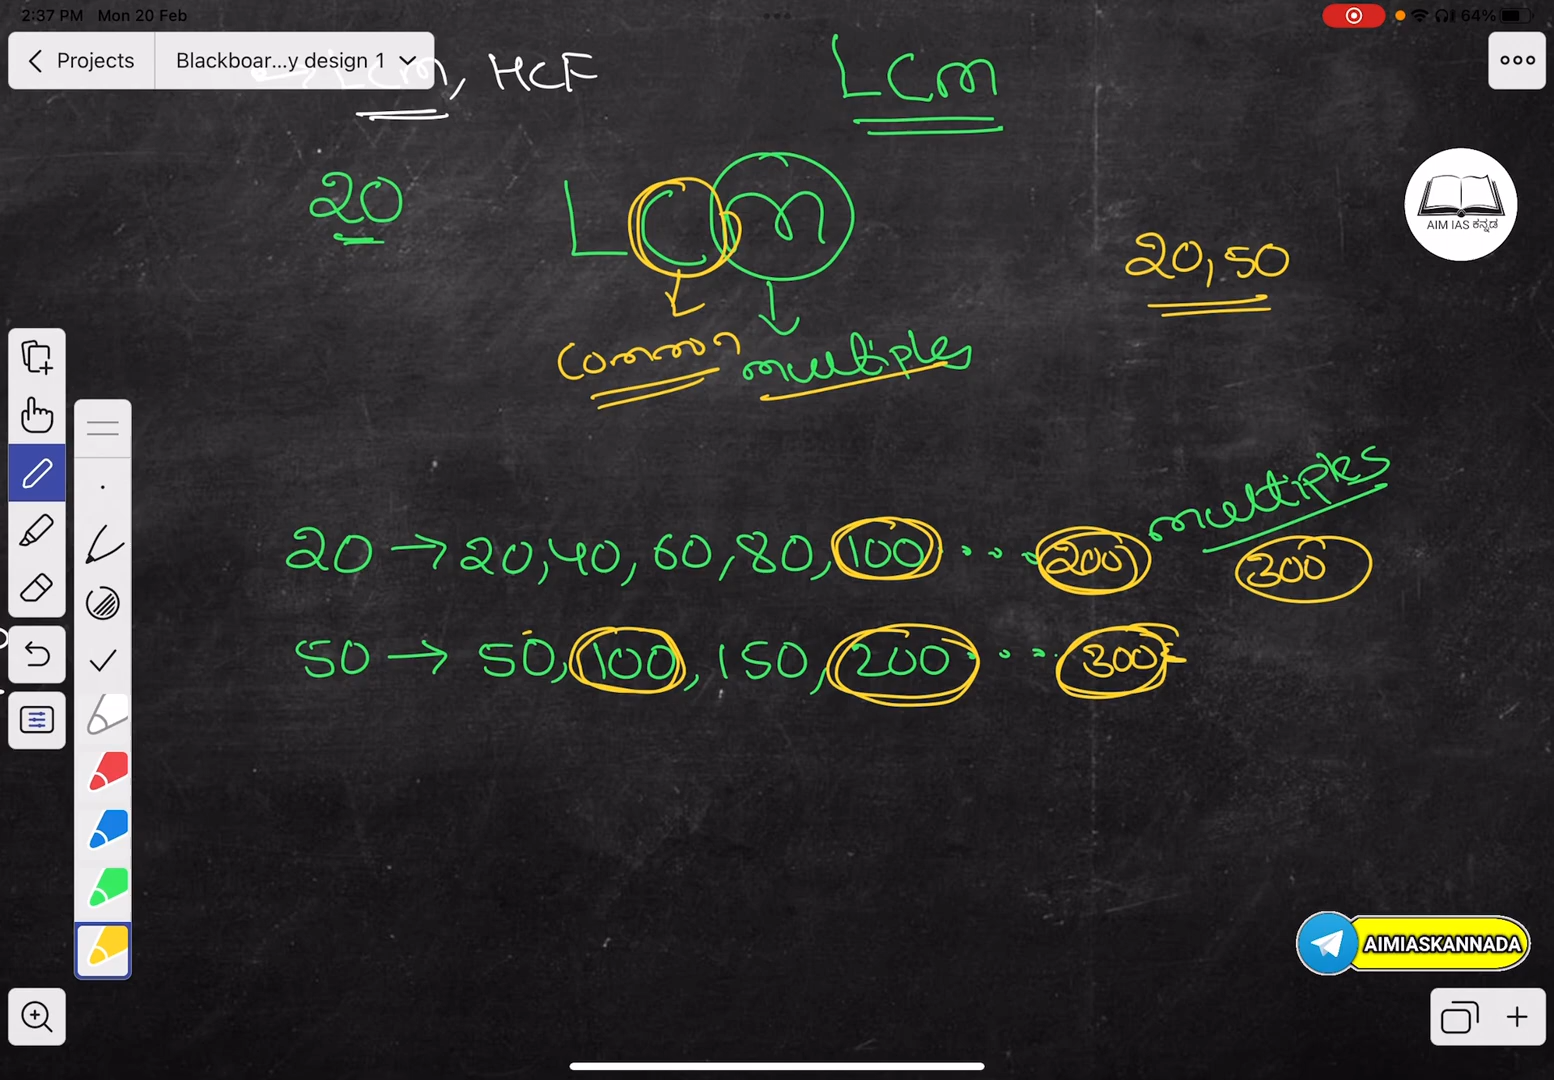 2:37 PM Mon 20 Feb
64%
Projects
Blackboar...y design 1
LCM, HCF
LCM
20
LCM
20, 50
AIM IAS ಕನ್ನಡ
Common
multiples
multiples
20 → 20, 40, 60, 80, 100 ... 200, 300
50 → 50, 100, 150, 200 ... 300
AIMIASKANNADA